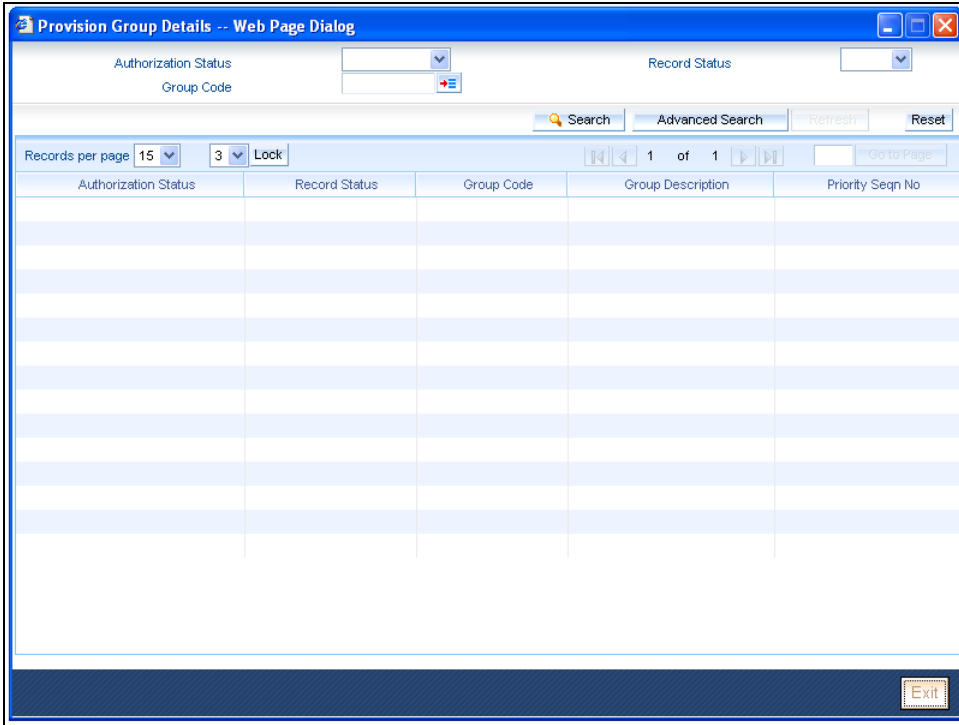 Provision Group Details -- Web Page Dialog
Authorization Status Record Status
Group Code
Search Advanced Search Refresh Reset
Records per page 15 3 Lock 1 of 1 Go to Page
Authorization Status Record Status Group Code Group Description Priority Seqn No
Exit